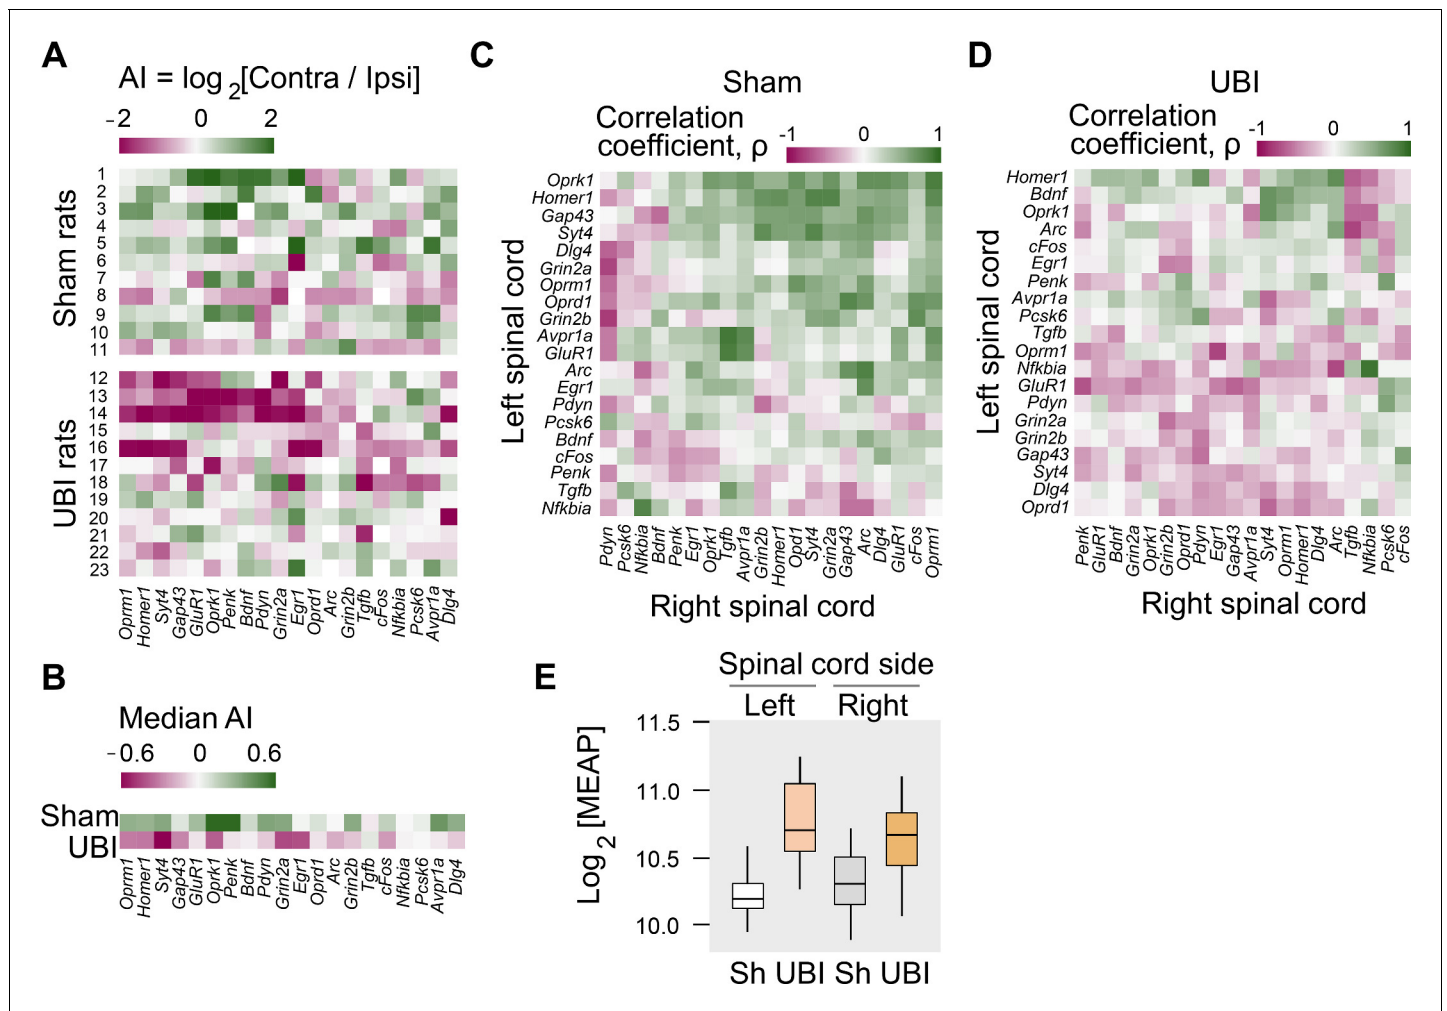 A
AI = log2[Contra / Ipsi]
-2 0 2
Sham rats
1
2
3
4
5
6
7
8
9
10
11
UBI rats
12
13
14
15
16
17
18
19
20
21
22
23
Oprm1
Homer1
Syt4
Gap43
GluR1
Oprk1
Penk
Bdnf
Pdyn
Grin2a
Egr1
Oprd1
Arc
Grin2b
Tgfb
cFos
Nfkbia
Pcsk6
Avpr1a
Dlg4
B
Median AI
-0.6 0 0.6
Sham
UBI
Oprm1
Homer1
Syt4
Gap43
GluR1
Oprk1
Penk
Bdnf
Pdyn
Grin2a
Egr1
Oprd1
Arc
Grin2b
Tgfb
cFos
Nfkbia
Pcsk6
Avpr1a
Dlg4
C
Sham
Correlation
coefficient, ρ
-1 0 1
Left spinal cord
Oprk1
Homer1
Gap43
Syt4
Dlg4
Grin2a
Oprm1
Oprd1
Grin2b
Avpr1a
GluR1
Arc
Egr1
Pdyn
Pcsk6
Bdnf
cFos
Penk
Tgfb
Nfkbia
Pdyn
Pcsk6
Nfkbia
Bdnf
Penk
Egr1
Oprk1
Tgfb
Avpr1a
Grin2b
Homer1
Opd1
Syt4
Grin2a
Gap43
Arc
Dlg4
GluR1
cFos
Oprm1
Right spinal cord
D
UBI
Correlation
coefficient, ρ
-1 0 1
Left spinal cord
Homer1
Bdnf
Oprk1
Arc
cFos
Egr1
Penk
Avpr1a
Pcsk6
Tgfb
Oprm1
Nfkbia
GluR1
Pdyn
Grin2a
Grin2b
Gap43
Syt4
Dlg4
Oprd1
Penk
GluR1
Bdnf
Grin2a
Oprk1
Grin2b
Oprd1
Pdyn
Egr1
Gap43
Avpr1a
Syt4
Oprm1
Homer1
Dlg4
Arc
Tgfb
Nfkbia
Pcsk6
cFos
Right spinal cord
E
Spinal cord side
Left Right
Log2 [MEAP]
11.5
11.0
10.5
10.0
Sh UBI Sh UBI